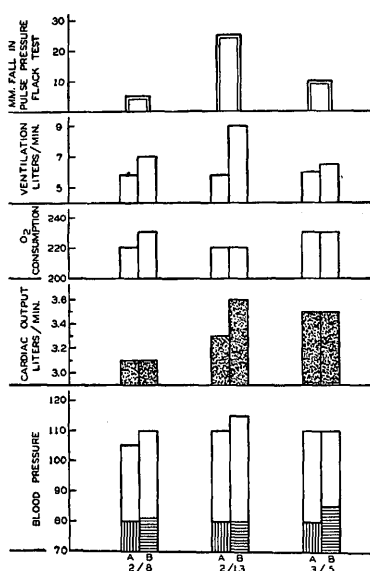 MM. FALL IN
PULSE PRESSURE
FLACK TEST
30
20
10
VENTILATION
LITERS/MIN.
9
7
5
O2
CONSUMPTION
240
220
200
CARDIAC OUTPUT
LITERS/MIN.
3.6
3.3
3.0
BLOOD PRESSURE
120
110
100
90
80
70
A B A B A B
2/8 2/13 3/5